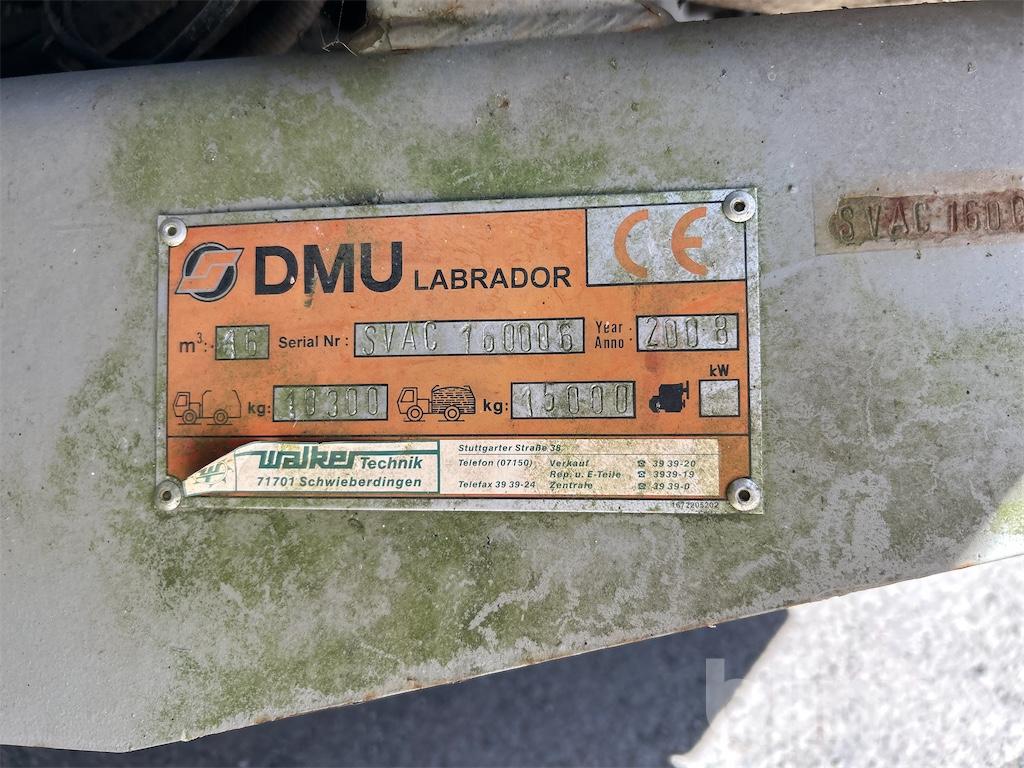 DMU LABRADOR CE
m³: 16 Serial Nr : SVAC 160006 Year Anno : 2008
kg: 10300 kg: 15000 kW
walker Technik
71701 Schwieberdingen
Stuttgarter Straße 36
Telefon (07150) Verkauf ☎ 39 39-20
Rep. u. E-Teile ☎ 3939-19
Telefax 39 39-24 Zentrale ☎ 39 39-0
1672205202
SVAC 160